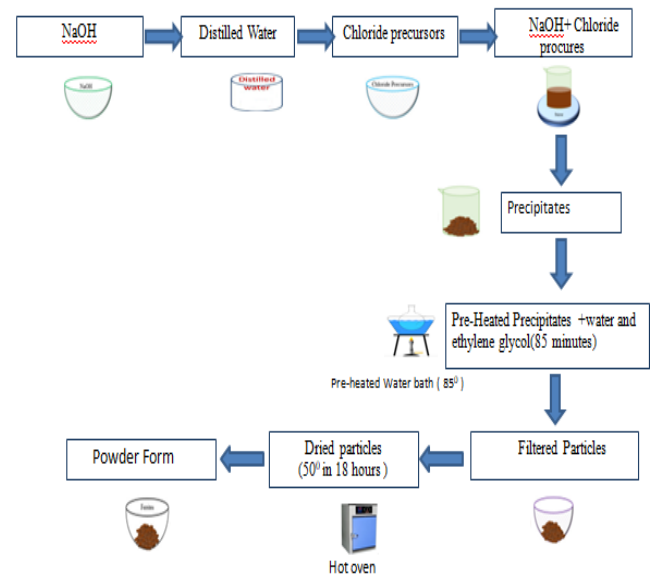 NaOH
Distilled Water
Chloride precursors
NaOH+ Chloride
procures
NaOH
Distilled
water
Chloride Precursors
Precipitates
Pre-Heated Precipitates +water and
ethylene glycol(85 minutes)
Pre-heated Water bath ( 85⁰ )
Filtered Particles
Dried particles
(50⁰ in 18 hours )
Powder Form
Hot oven